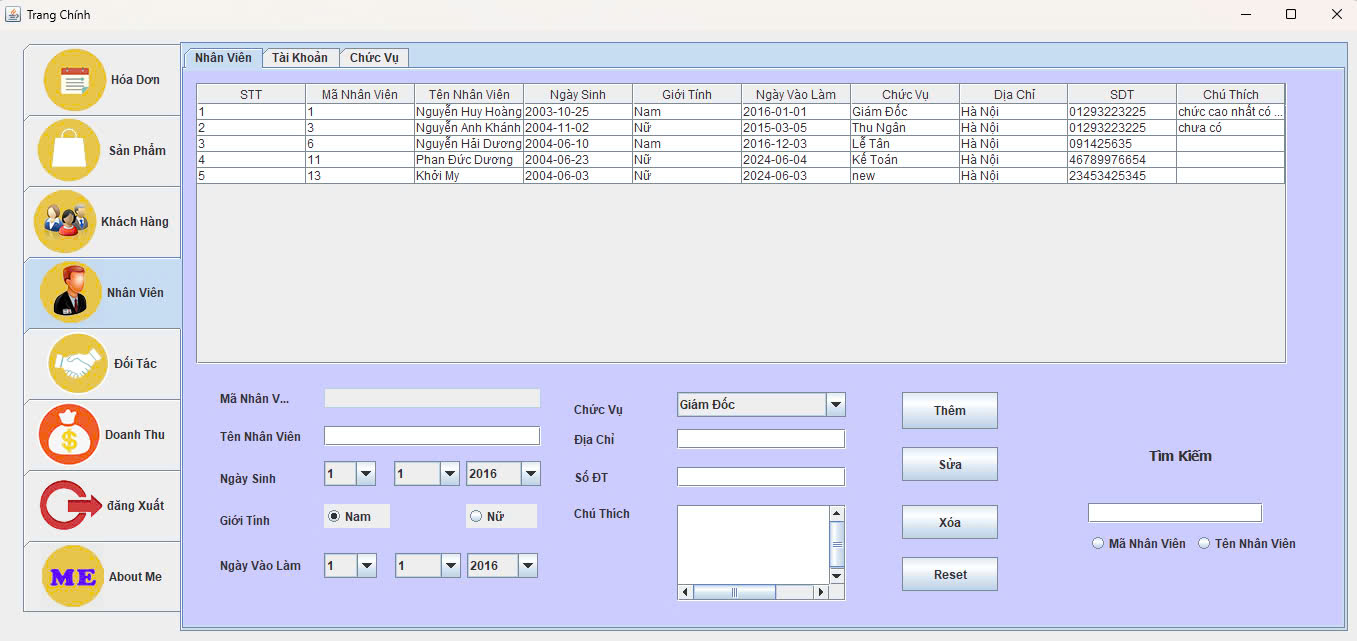 Trang Chính
Hóa Dơn
Sản Phẩm
Khách Hàng
Nhân Viên
Đối Tác
Doanh Thu
đăng Xuất
ME About Me
Nhân Viên Tài Khoản Chức Vụ
STT Mã Nhân Viên Tên Nhân Viên Ngày Sinh Giới Tính Ngày Vào Làm Chức Vụ Dịa Chỉ SDT Chú Thích
1 1 Nguyễn Huy Hoàng 2003-10-25 Nam 2016-01-01 Giám Đốc Hà Nội 01293223225 chức cao nhất có ...
2 3 Nguyễn Anh Khánh 2004-11-02 Nữ 2015-03-05 Thu Ngân Hà Nội 01293223225 chưa có
3 6 Nguyễn Hải Dương 2004-06-10 Nam 2016-12-03 Lễ Tân Hà Nội 091425635
4 11 Phan Đức Dương 2004-06-23 Nữ 2024-06-04 Kế Toán Hà Nội 46789976654
5 13 Khởi My 2004-06-03 Nữ 2024-06-03 new Hà Nội 23453425345
Mã Nhân V...
Tên Nhân Viên
Ngày Sinh 1 1 2016
Giới Tính Nam Nữ
Ngày Vào Làm 1 1 2016
Chức Vụ Giám Đốc
Địa Chỉ
Số ĐT
Chú Thích
Thêm
Sửa
Xóa
Reset
Tìm Kiếm
Mã Nhân Viên Tên Nhân Viên